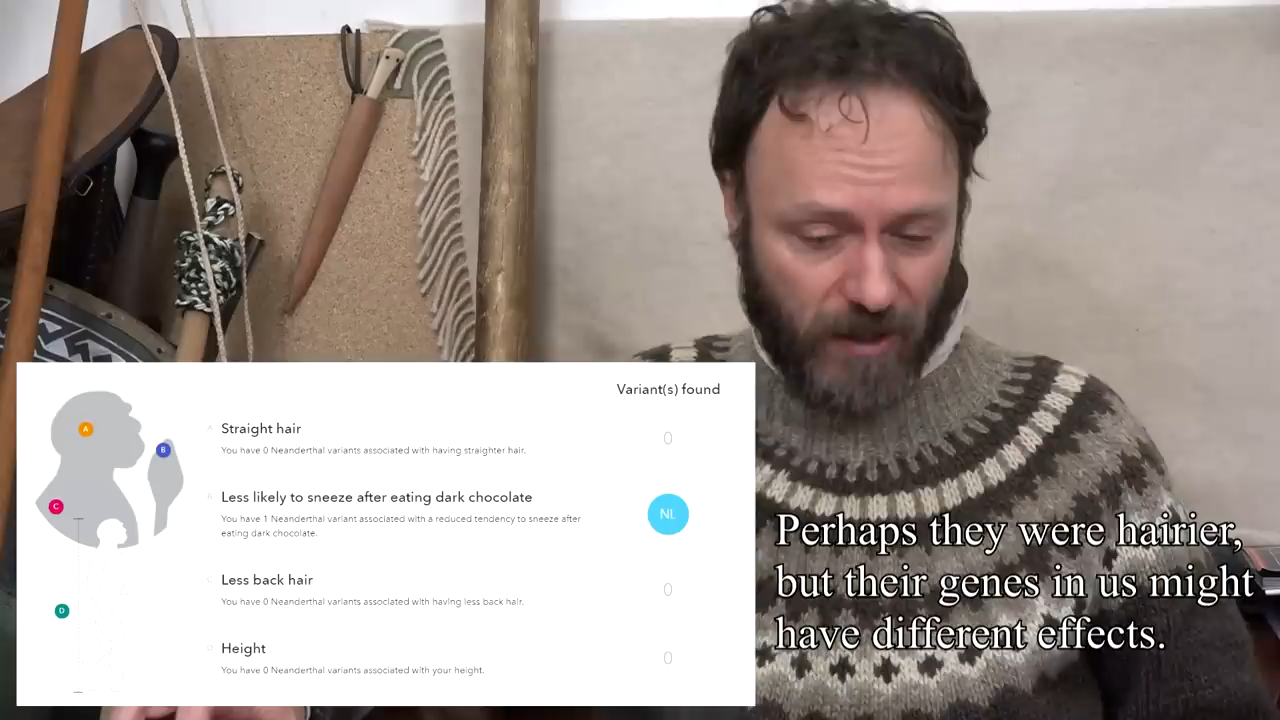 Variant(s) found
A
B
C
D
A Straight hair
You have 0 Neanderthal variants associated with having straighter hair.
0
B Less likely to sneeze after eating dark chocolate
You have 1 Neanderthal variant associated with a reduced tendency to sneeze after
eating dark chocolate.
NL
C Less back hair
You have 0 Neanderthal variants associated with having less back hair.
0
D Height
You have 0 Neanderthal variants associated with your height.
0
Perhaps they were hairier,
but their genes in us might
have different effects.